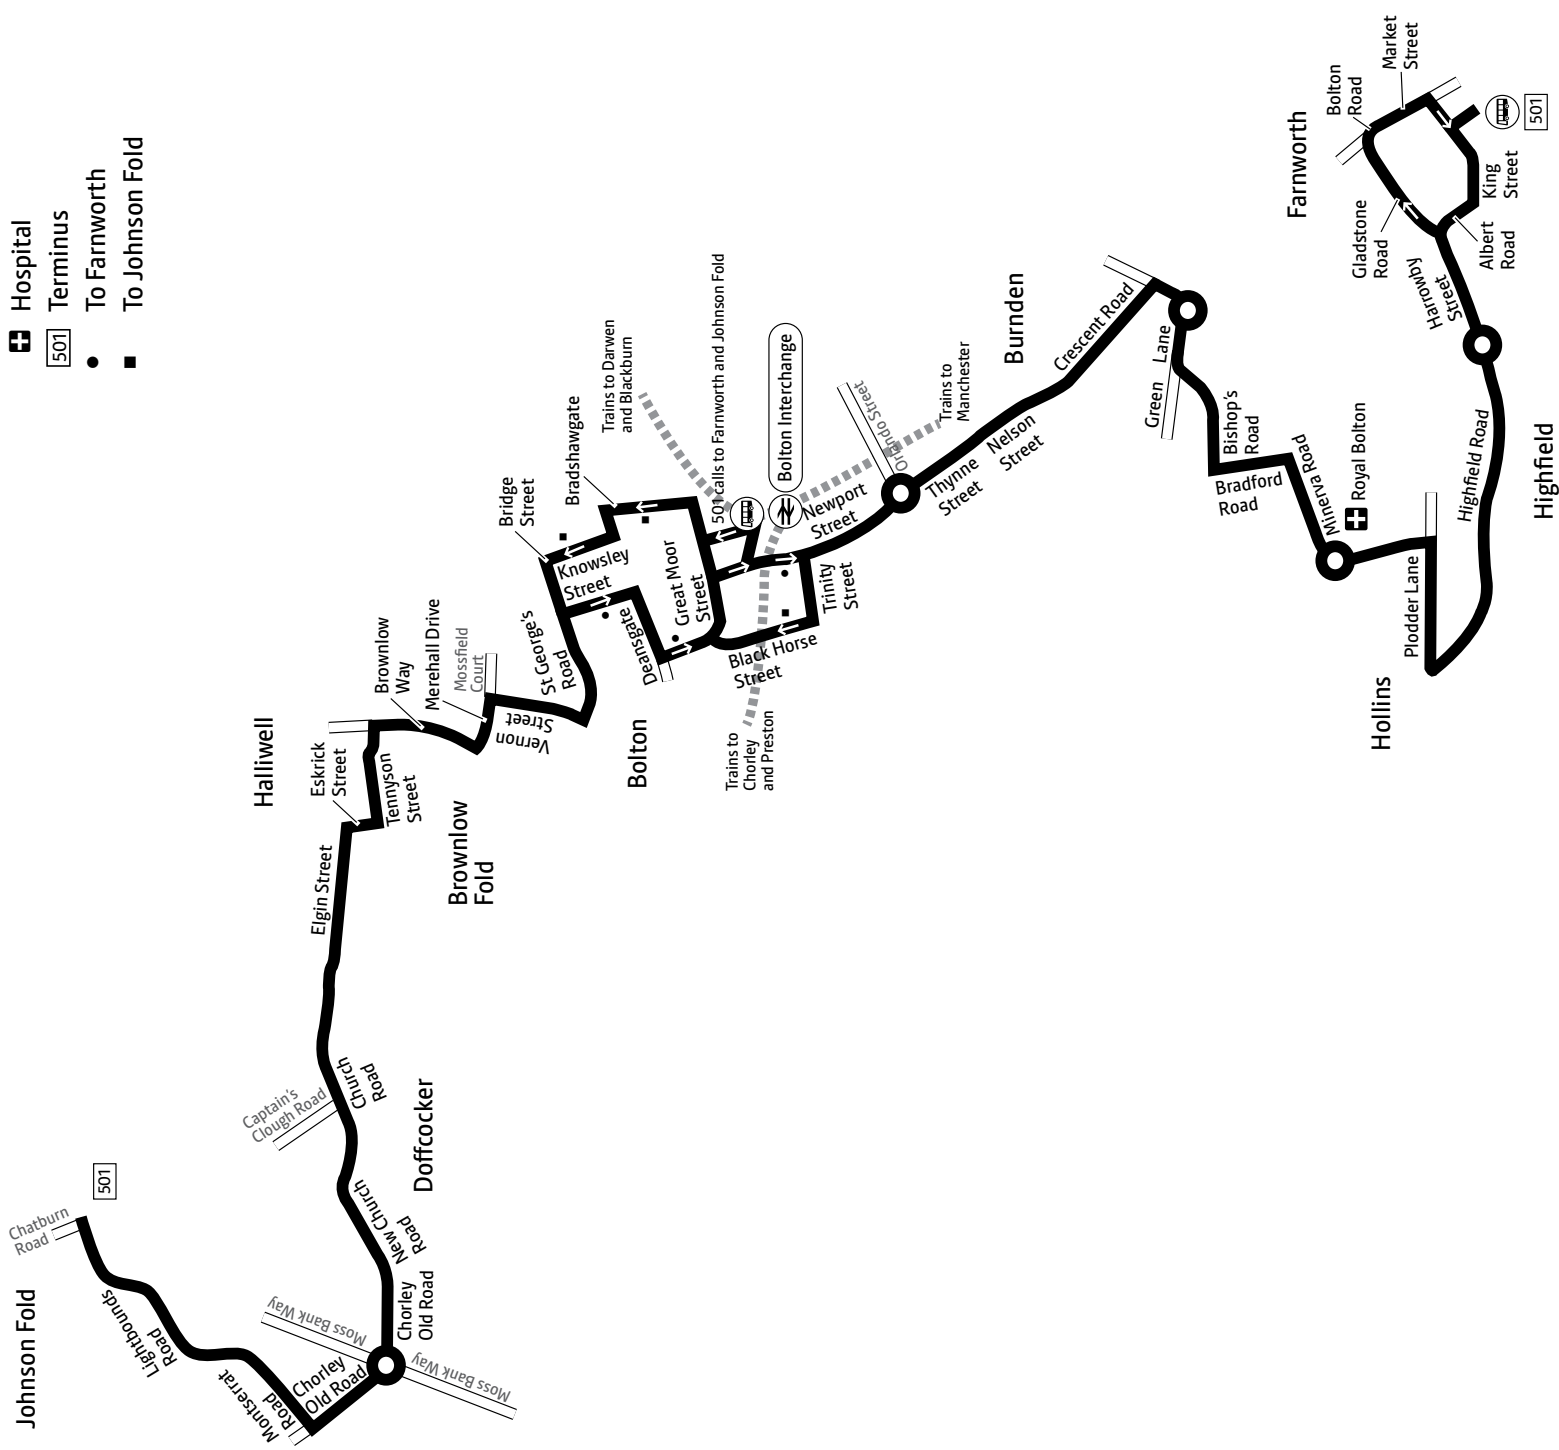 Hospital
501
Terminus
To Farnworth
To Johnson Fold
Johnson Fold
Chatburn
Road
501
Lightbounds
Road
Montserrat
Road
Chorley
Old Road
Moss Bank Way
Moss Bank Way
Chorley
Old Road
New Church
Road
Doffcocker
Captain's
Clough Road
Church
Road
Elgin Street
Halliwell
Eskrick
Street
Tennyson
Street
Brownlow
Fold
Brownlow
Way
Merehall Drive
Mossfield
Court
Vernon
Street
St George's
Road
Bolton
Bridge
Street
Knowsley
Street
Bradshawgate
Deansgate
Great Moor
Street
Trains to Darwen
and Blackburn
501 calls to Farnworth and Johnson Fold
Bolton Interchange
Black Horse
Street
Trains to
Chorley
and Preston
Trinity
Street
Newport
Street
Orlando Street
Trains to
Manchester
Thynne
Street
Nelson
Street
Burnden
Crescent Road
Green Lane
Bishop's
Road
Bradford
Road
Minerva Road
Royal Bolton
Plodder Lane
Hollins
Highfield Road
Highfield
Harrowby
Street
Farnworth
Gladstone
Road
Bolton
Road
Market
Street
Albert
Road
King
Street
501